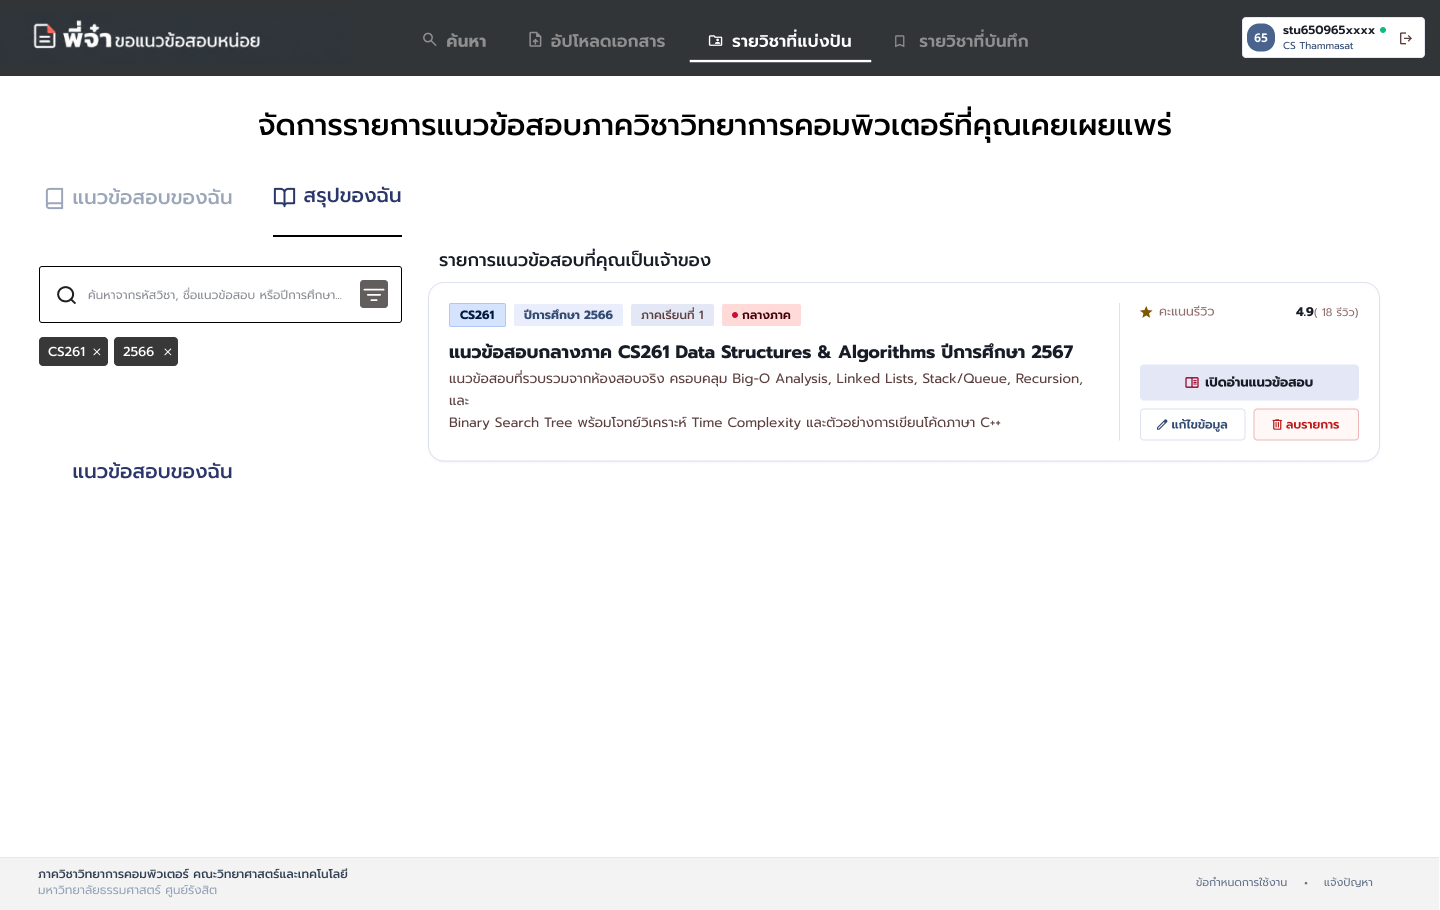 พี่จ๋า ขอแนวข้อสอบหน่อย
ค้นหา
อัปโหลดเอกสาร
รายวิชาที่แบ่งปัน
รายวิชาที่บันทึก
65
stu650965xxxx
CS Thammasat
จัดการรายการแนวข้อสอบภาควิชาวิทยาการคอมพิวเตอร์ที่คุณเคยเผยแพร่
แนวข้อสอบของฉัน
สรุปของฉัน
ค้นหาจากรหัสวิชา, ชื่อแนวข้อสอบ หรือปีการศึกษา...
CS261 ×
2566 ×
แนวข้อสอบของฉัน
รายการแนวข้อสอบที่คุณเป็นเจ้าของ
CS261
ปีการศึกษา 2566
ภาคเรียนที่ 1
กลางภาค
แนวข้อสอบกลางภาค CS261 Data Structures & Algorithms ปีการศึกษา 2567
แนวข้อสอบที่รวบรวมจากห้องสอบจริง ครอบคลุม Big-O Analysis, Linked Lists, Stack/Queue, Recursion,
และ
Binary Search Tree พร้อมโจทย์วิเคราะห์ Time Complexity และตัวอย่างการเขียนโค้ดภาษา C++
คะแนนรีวิว
4.9( 18 รีวิว)
เปิดอ่านแนวข้อสอบ
แก้ไขข้อมูล
ลบรายการ
ภาควิชาวิทยาการคอมพิวเตอร์ คณะวิทยาศาสตร์และเทคโนโลยี
มหาวิทยาลัยธรรมศาสตร์ ศูนย์รังสิต
ข้อกำหนดการใช้งาน • แจ้งปัญหา